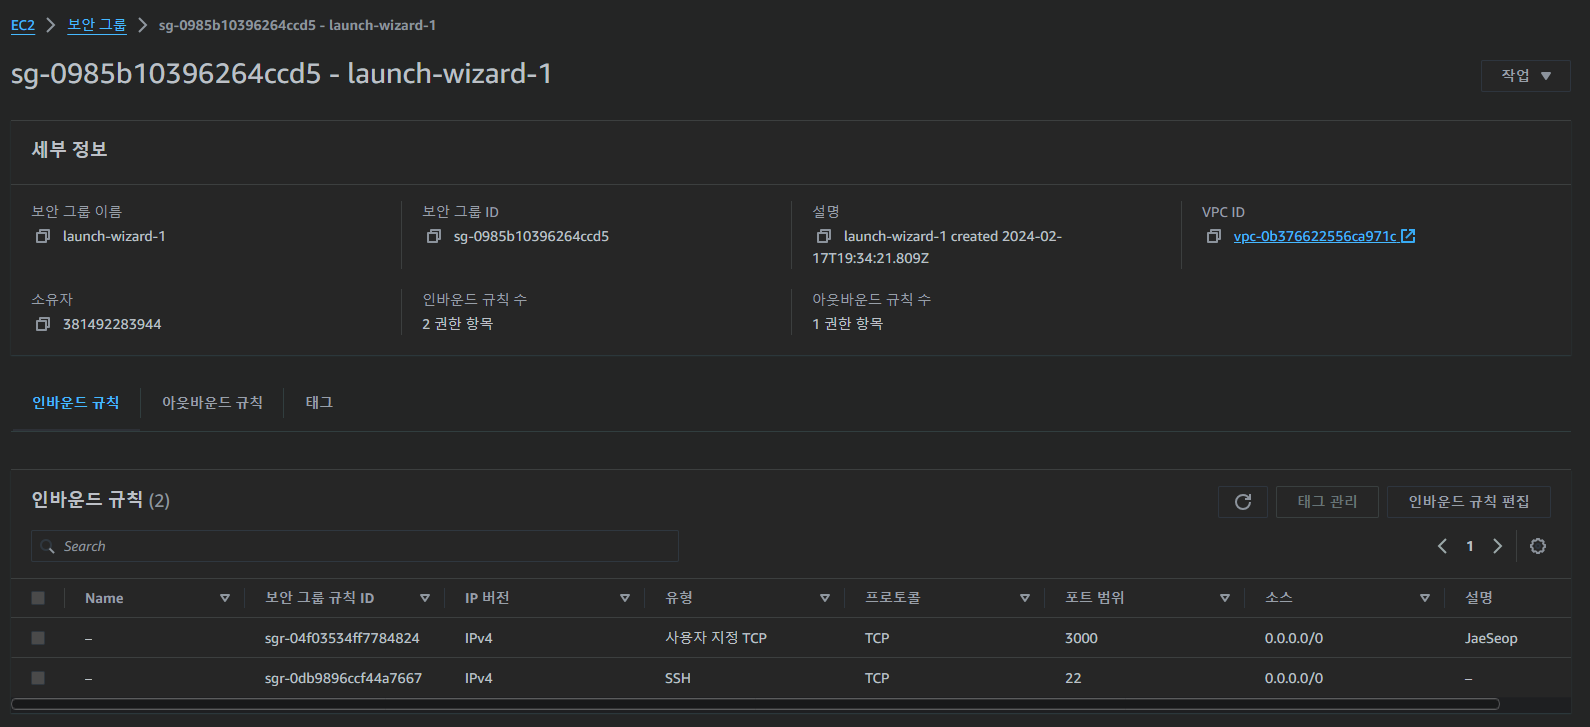 EC2 > 보안 그룹 > sg-0985b10396264ccd5 - launch-wizard-1
sg-0985b10396264ccd5 - launch-wizard-1
작업
세부 정보
보안 그룹 이름
launch-wizard-1
보안 그룹 ID
sg-0985b10396264ccd5
설명
launch-wizard-1 created 2024-02-
17T19:34:21.809Z
VPC ID
vpc-0b376622556ca971c
소유자
381492283944
인바운드 규칙 수
2 권한 항목
아웃바운드 규칙 수
1 권한 항목
인바운드 규칙 아웃바운드 규칙 태그
인바운드 규칙 (2)
태그 관리 인바운드 규칙 편집
Search
1
Name 보안 그룹 규칙 ID IP 버전 유형 프로토콜 포트 범위 소스 설명
– sgr-04f03534ff7784824 IPv4 사용자 지정 TCP TCP 3000 0.0.0.0/0 JaeSeop
– sgr-0db9896ccf44a7667 IPv4 SSH TCP 22 0.0.0.0/0 –